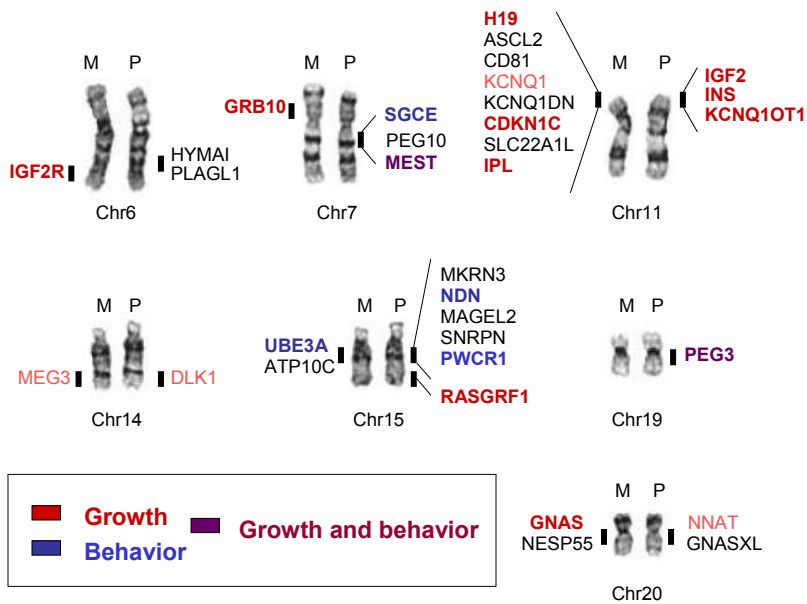 M P
IGF2R
HYMAI
PLAGL1
Chr6
M P
GRB10
SGCE
PEG10
MEST
Chr7
H19
ASCL2
CD81
KCNQ1
KCNQ1DN
CDKN1C
SLC22A1L
IPL
M P
IGF2
INS
KCNQ1OT1
Chr11
M P
MEG3
DLK1
Chr14
M P
UBE3A
ATP10C
MKRN3
NDN
MAGEL2
SNRPN
PWCR1
RASGRF1
Chr15
M P
PEG3
Chr19
Growth
Behavior
Growth and behavior
M P
GNAS
NESP55
NNAT
GNASXL
Chr20